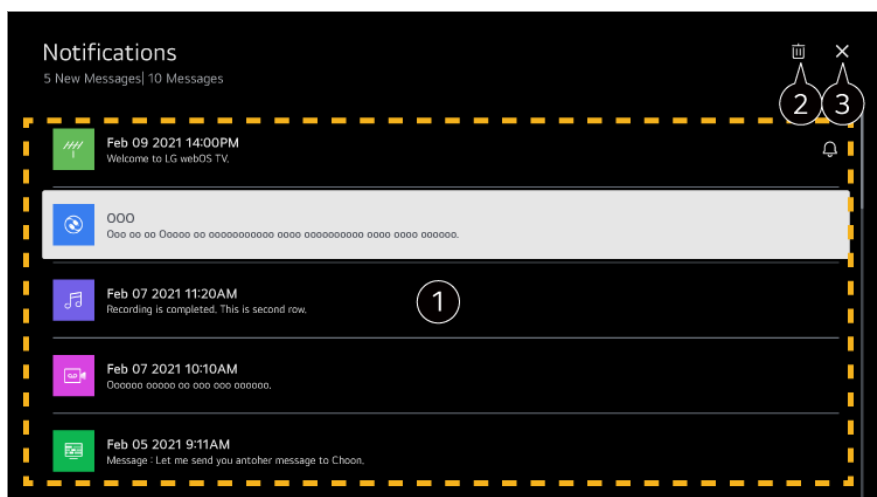 Notifications
5 New Messages| 10 Messages
2 3
Feb 09 2021 14:00PM
Welcome to LG webOS TV.
OOO
Ooo oo oo Ooooo oo ooooooooooo oooo oooooooooo oooo oooo oooooo.
Feb 07 2021 11:20AM
Recording is completed. This is second row.
1
Feb 07 2021 10:10AM
Oooooo ooooo oo ooo ooo oooooo.
Feb 05 2021 9:11AM
Message : Let me send you antoher message to Choon.